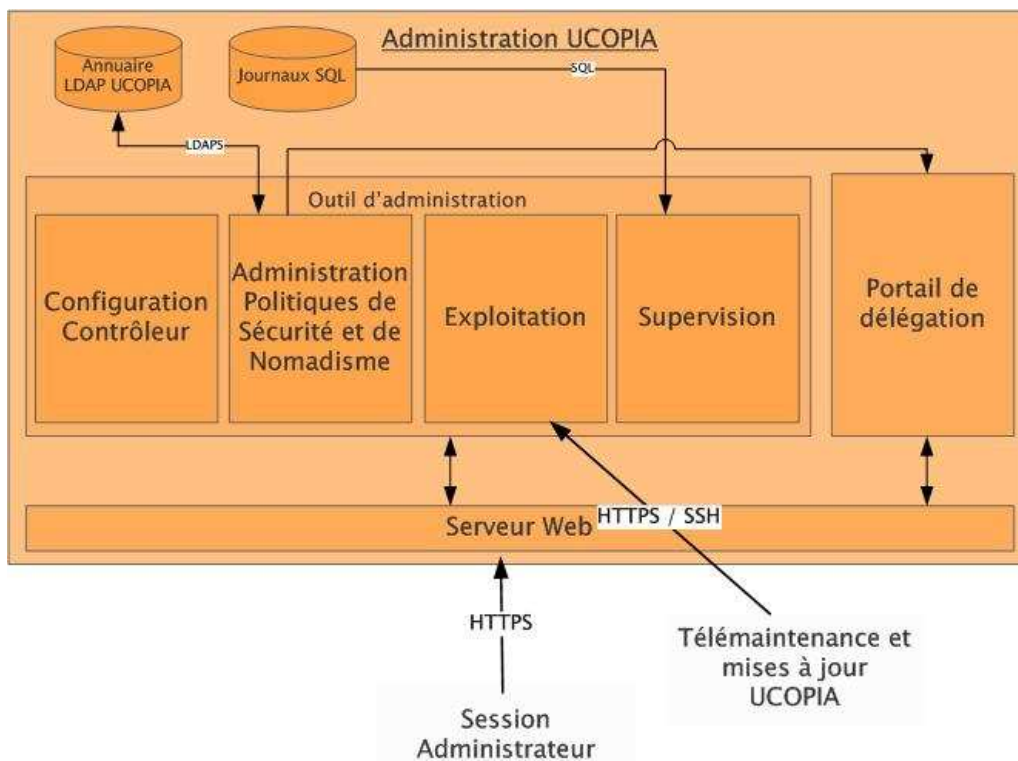 Administration UCOPIA
Annuaire
LDAP UCOPIA
Journaux SQL
SQL
LDAPS
Outil d'administration
Configuration
Contrôleur
Administration
Politiques de
Sécurité et de
Nomadisme
Exploitation
Supervision
Portail de
délégation
HTTPS / SSH
Serveur Web
HTTPS
Télémaintenance et
mises à jour
UCOPIA
Session
Administrateur